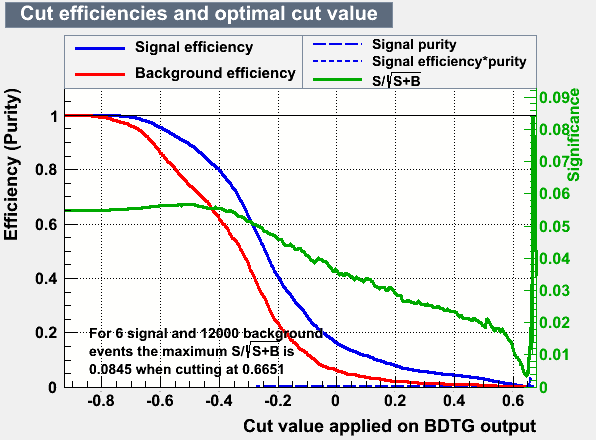 Cut efficiencies and optimal cut value
Signal efficiency
Background efficiency
Signal purity
Signal efficiency*purity
S/√S+B
Efficiency (Purity)
1
0.8
0.6
0.4
0.2
0
0.09
0.08
0.07
0.06
0.05
0.04
0.03
0.02
0.01
0
Significance
For 6 signal and 12000 background
events the maximum S/√S+B is
0.0845 when cutting at 0.6651
-0.8 -0.6 -0.4 -0.2 0 0.2 0.4 0.6
Cut value applied on BDTG output